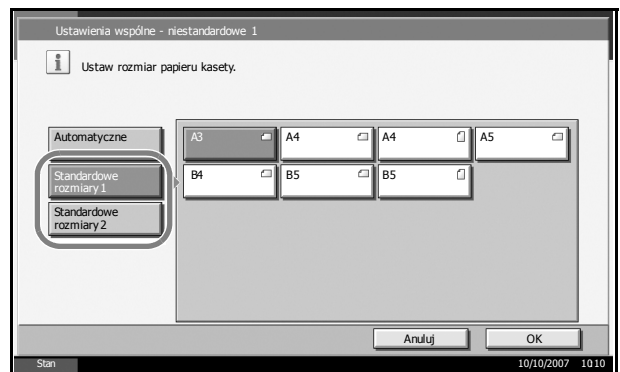 Ustawienia wspólne - niestandardowe 1
Ustaw rozmiar papieru kasety.
Automatyczne
A3 A4 A4 A5
Standardowe
rozmiary 1
B4 B5 B5
Standardowe
rozmiary 2
Anuluj OK
Stan 10/10/2007 10:10